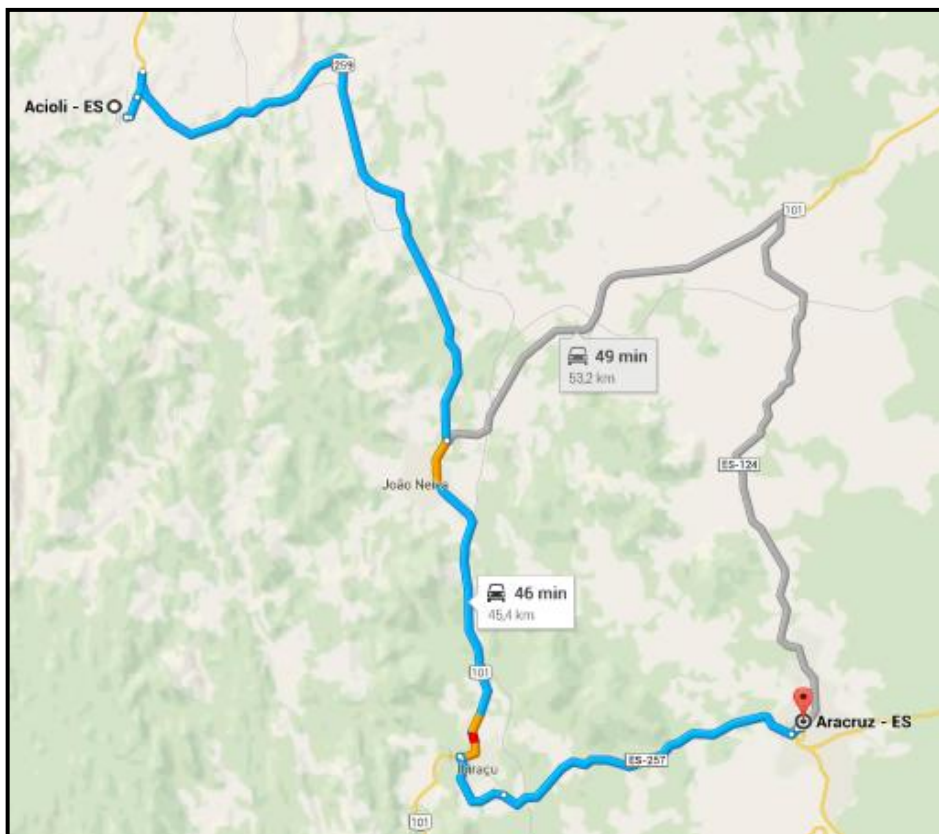 259
Acioli - ES
101
49 min
53,2 km
ES-124
João Neiva
46 min
45,4 km
101
Aracruz - ES
ES-257
Ibiraçu
101